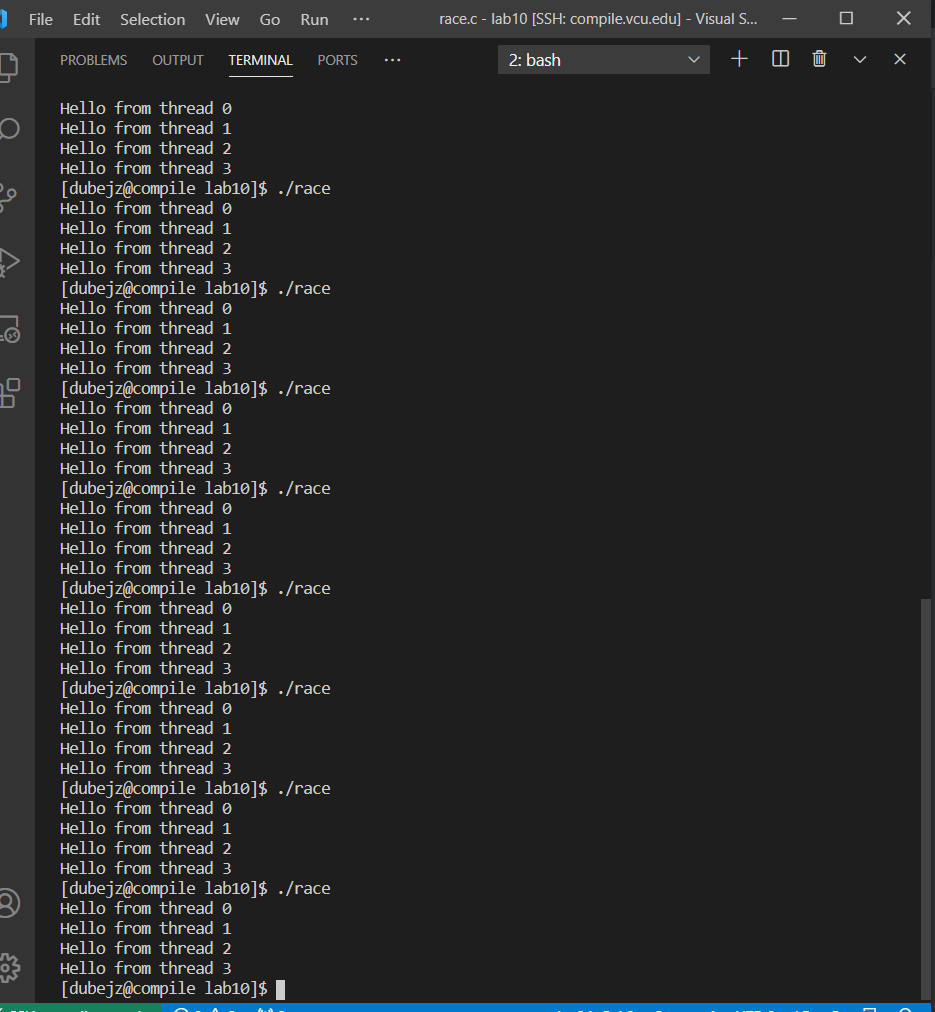 File Edit Selection View Go Run ··· race.c - lab10 [SSH: compile.vcu.edu] - Visual S...
PROBLEMS OUTPUT TERMINAL PORTS ··· 2: bash
Hello from thread 0
Hello from thread 1
Hello from thread 2
Hello from thread 3
[dubejz@compile lab10]$ ./race
Hello from thread 0
Hello from thread 1
Hello from thread 2
Hello from thread 3
[dubejz@compile lab10]$ ./race
Hello from thread 0
Hello from thread 1
Hello from thread 2
Hello from thread 3
[dubejz@compile lab10]$ ./race
Hello from thread 0
Hello from thread 1
Hello from thread 2
Hello from thread 3
[dubejz@compile lab10]$ ./race
Hello from thread 0
Hello from thread 1
Hello from thread 2
Hello from thread 3
[dubejz@compile lab10]$ ./race
Hello from thread 0
Hello from thread 1
Hello from thread 2
Hello from thread 3
[dubejz@compile lab10]$ ./race
Hello from thread 0
Hello from thread 1
Hello from thread 2
Hello from thread 3
[dubejz@compile lab10]$ ./race
Hello from thread 0
Hello from thread 1
Hello from thread 2
Hello from thread 3
[dubejz@compile lab10]$ ./race
Hello from thread 0
Hello from thread 1
Hello from thread 2
Hello from thread 3
[dubejz@compile lab10]$